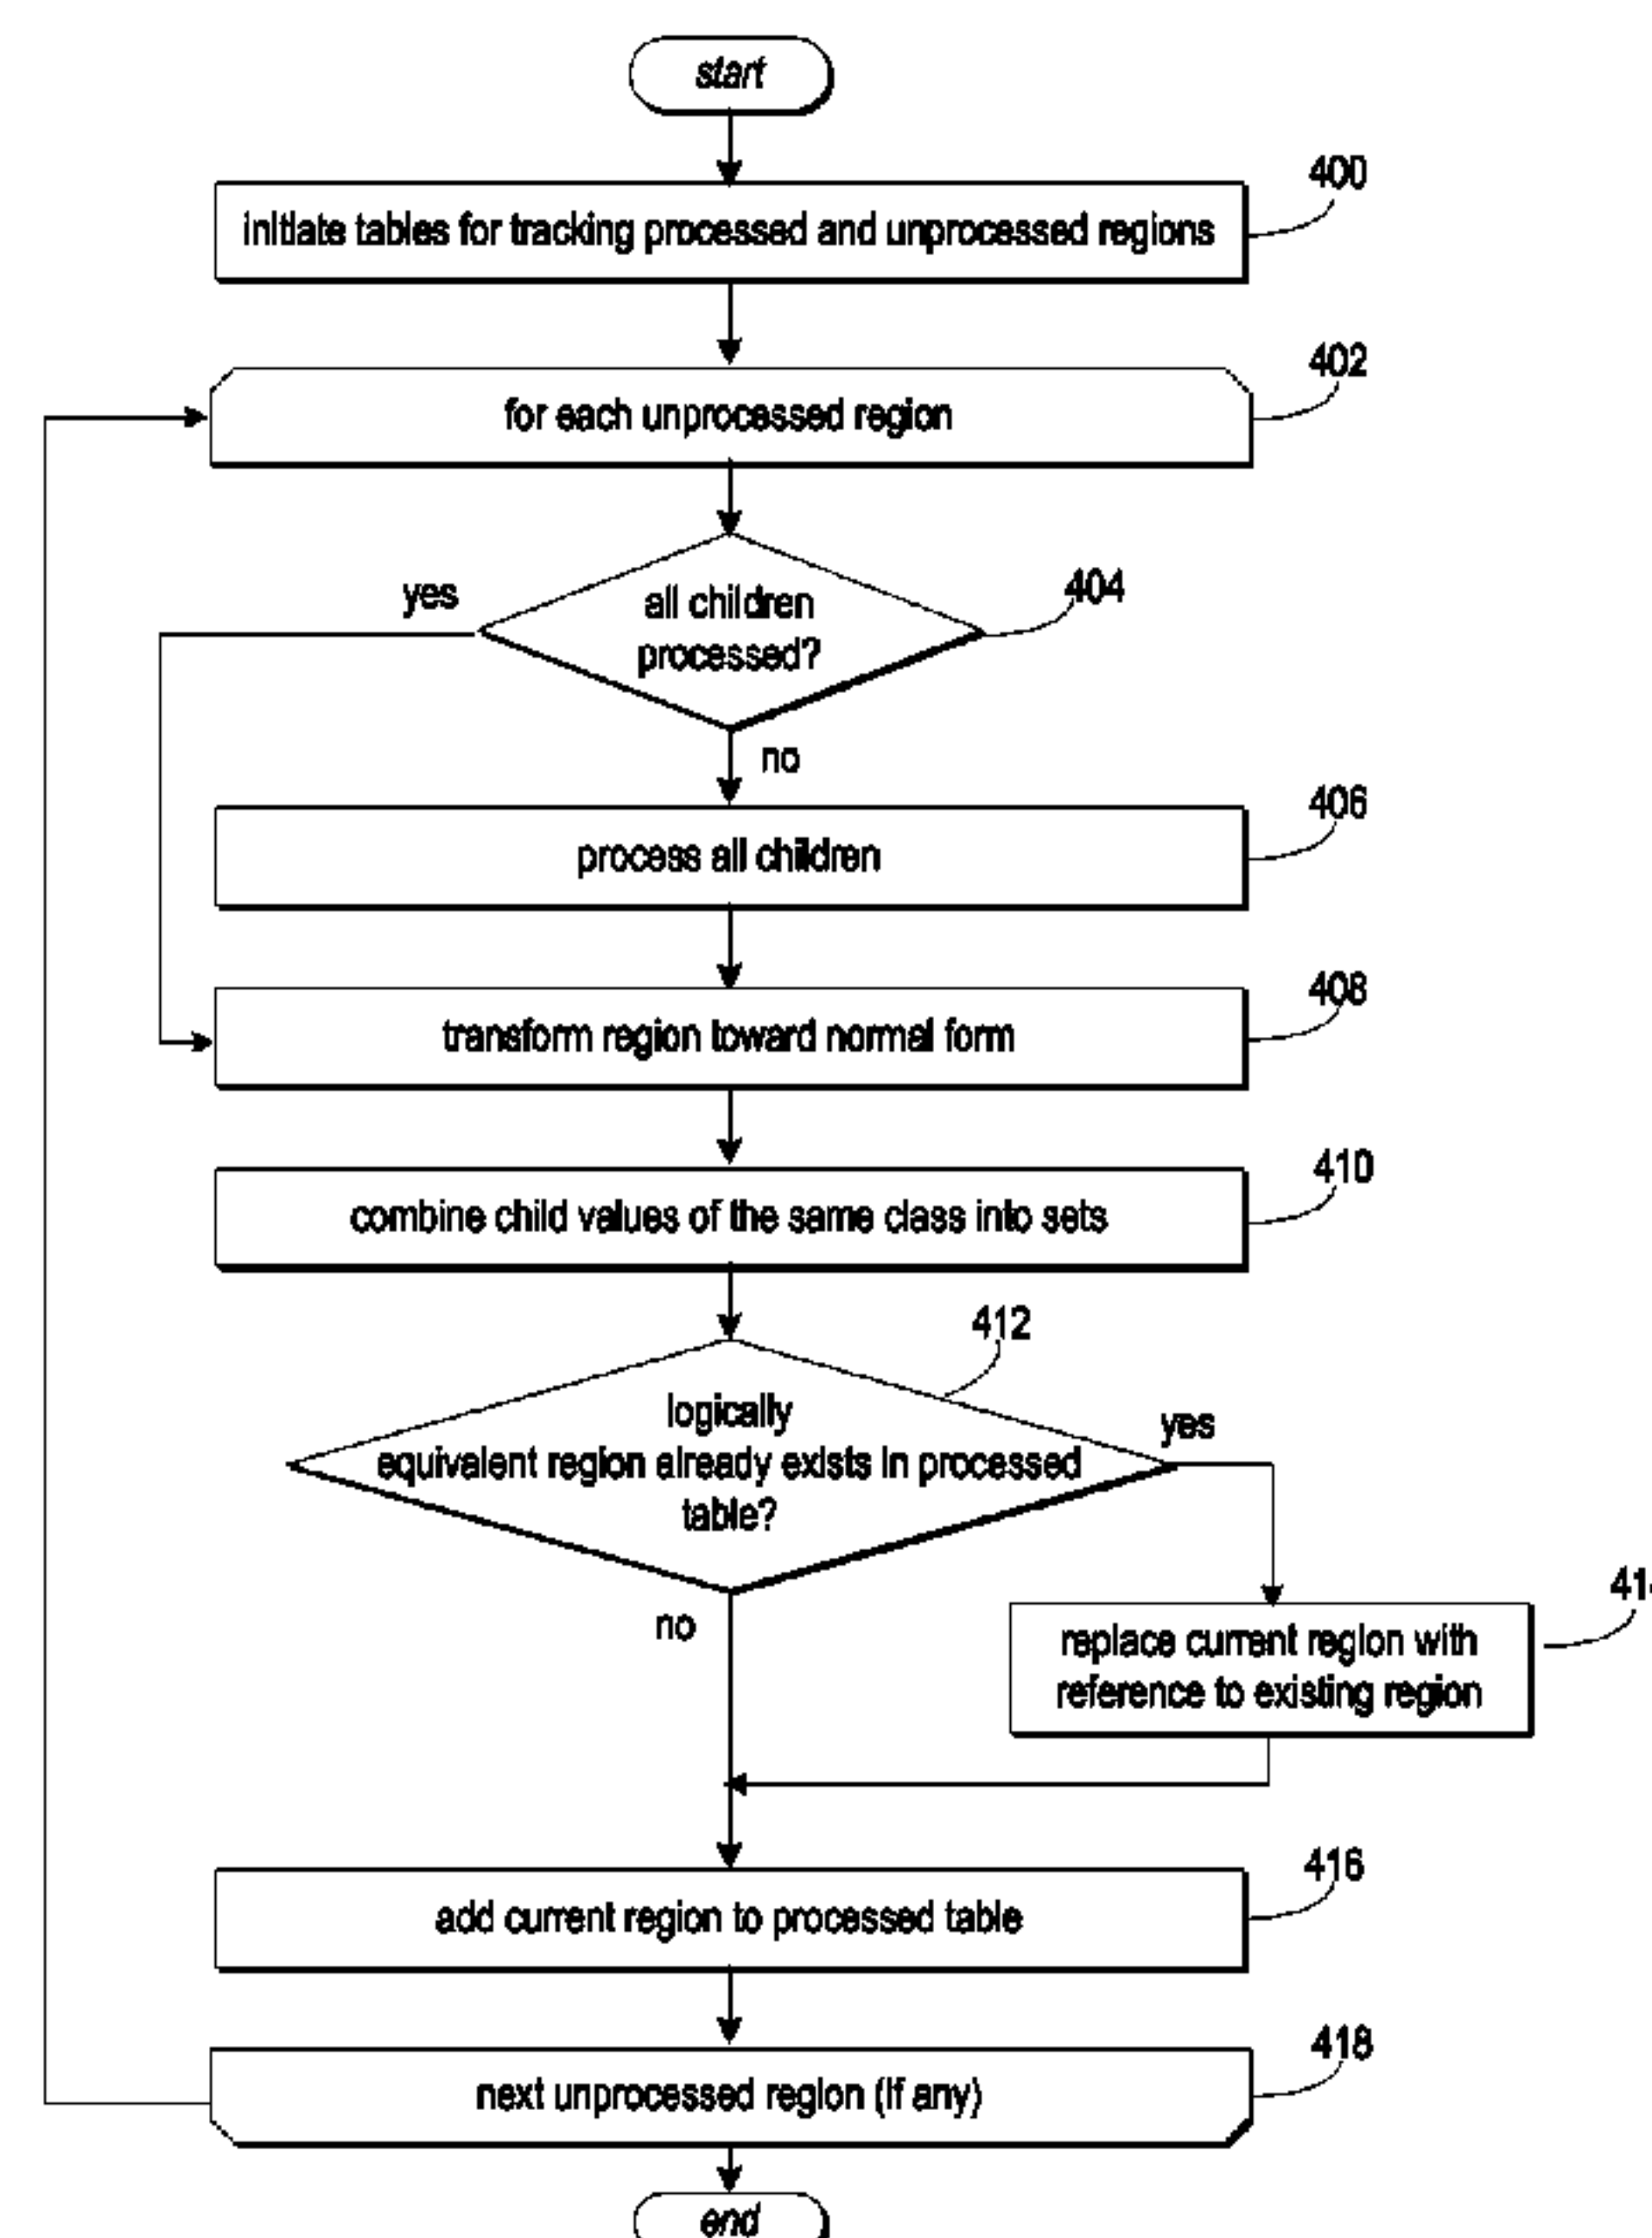 start
initiate tables for tracking processed and unprocessed regions
400
for each unprocessed region
402
yes
all children
processed?
404
no
process all children
406
transform region toward normal form
408
combine child values of the same class into sets
410
412
logically
equivalent region already exists in processed
table?
yes
no
replace current region with
reference to existing region
add current region to processed table
416
next unprocessed region (if any)
418
end